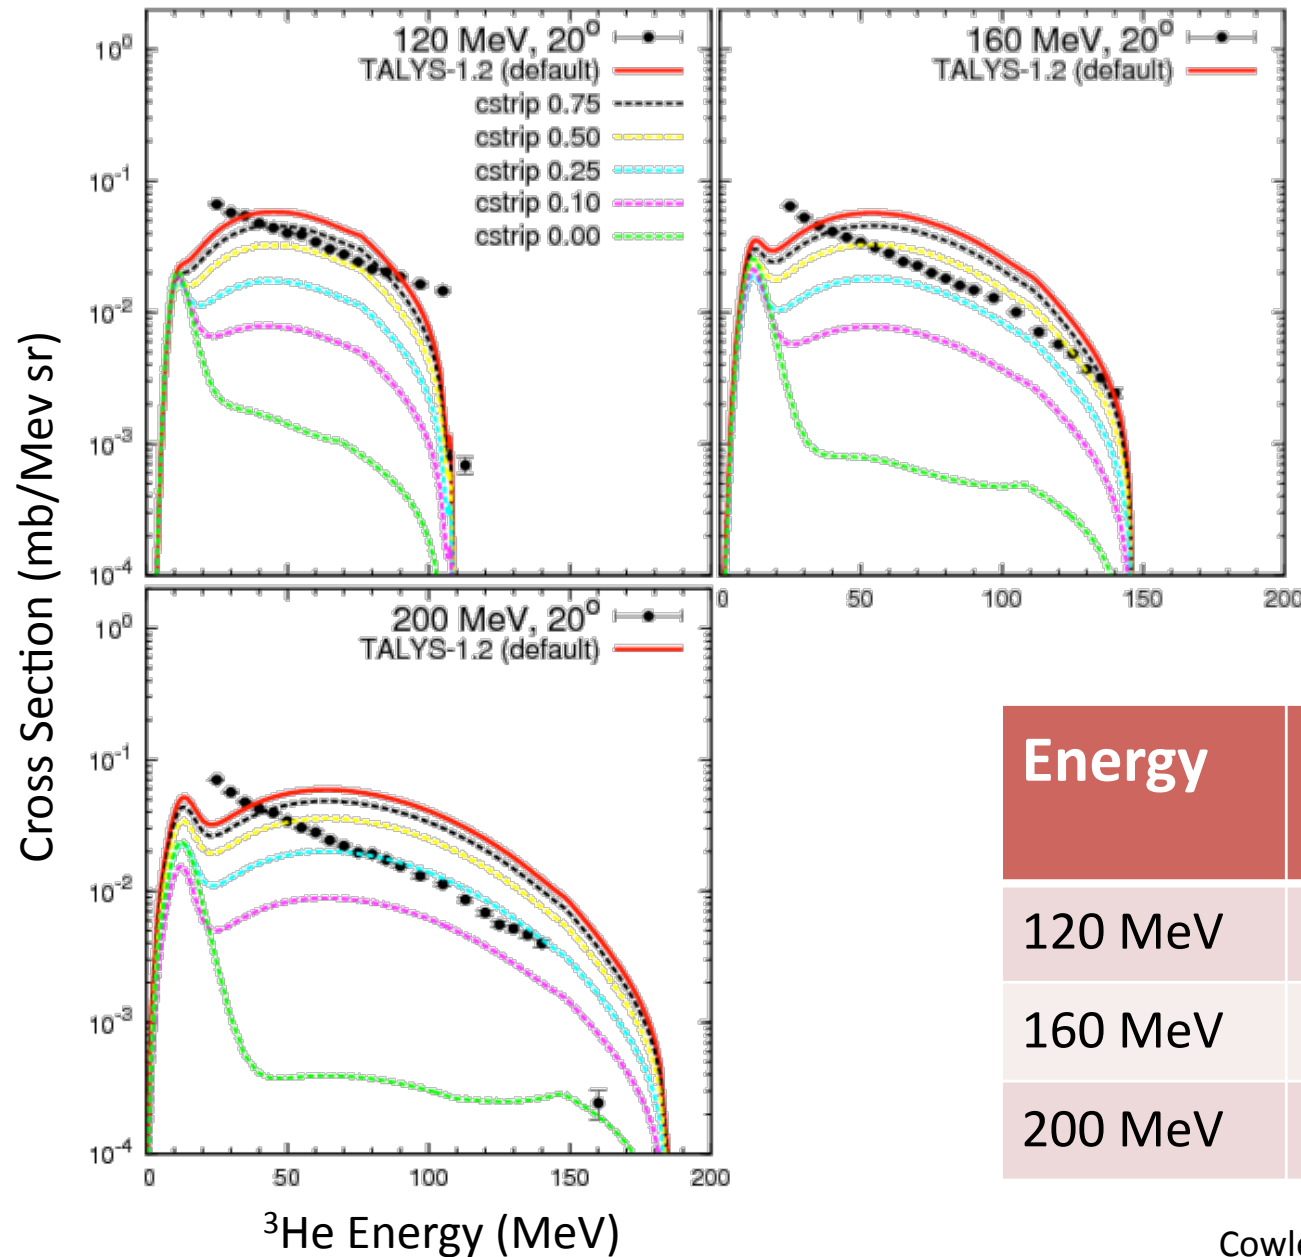 120 MeV, 20°
TALYS-1.2 (default)
cstrip 0.75
cstrip 0.50
cstrip 0.25
cstrip 0.10
cstrip 0.00
10⁰
10⁻¹
10⁻²
10⁻³
10⁻⁴
160 MeV, 20°
TALYS-1.2 (default)
0 50 100 150 200
200 MeV, 20°
TALYS-1.2 (default)
10⁰
10⁻¹
10⁻²
10⁻³
10⁻⁴
0 50 100 150 200
Cross Section (mb/Mev sr)
³He Energy (MeV)
Energy
120 MeV
160 MeV
200 MeV